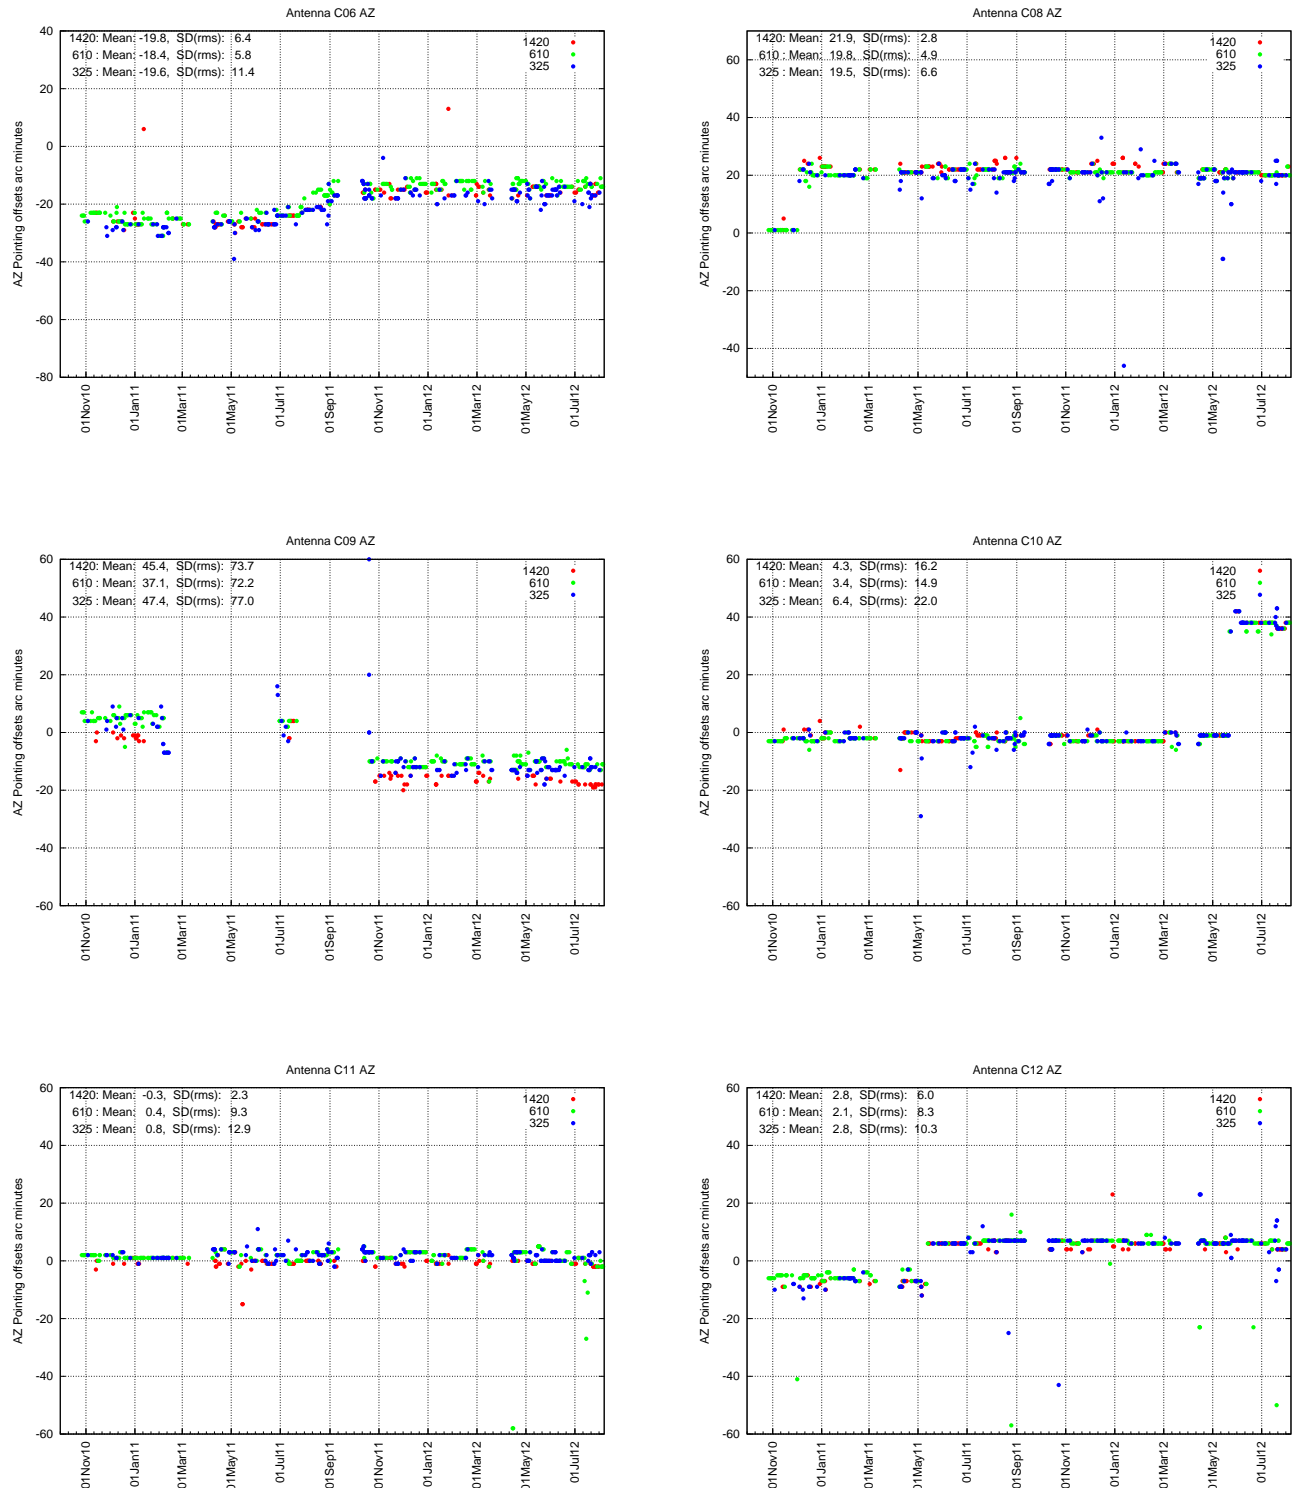 Antenna C06 AZ
1420: Mean: -19.8, SD(rms): 6.4
610 : Mean: -18.4, SD(rms): 5.8
325 : Mean: -19.6, SD(rms): 11.4
1420
610
325
AZ Pointing offsets arc minutes
40
20
0
-20
-40
-60
-80
01Nov10
01Jan11
01Mar11
01May11
01Jul11
01Sep11
01Nov11
01Jan12
01Mar12
01May12
01Jul12
Antenna C08 AZ
1420: Mean: 21.9, SD(rms): 2.8
610 : Mean: 19.8, SD(rms): 4.9
325 : Mean: 19.5, SD(rms): 6.6
1420
610
325
AZ Pointing offsets arc minutes
80
60
40
20
0
-20
-40
01Nov10
01Jan11
01Mar11
01May11
01Jul11
01Sep11
01Nov11
01Jan12
01Mar12
01May12
01Jul12
Antenna C09 AZ
1420: Mean: 45.4, SD(rms): 73.7
610 : Mean: 37.1, SD(rms): 72.2
325 : Mean: 47.4, SD(rms): 77.0
1420
610
325
AZ Pointing offsets arc minutes
60
40
20
0
-20
-40
-60
01Nov10
01Jan11
01Mar11
01May11
01Jul11
01Sep11
01Nov11
01Jan12
01Mar12
01May12
01Jul12
Antenna C10 AZ
1420: Mean: 4.3, SD(rms): 16.2
610 : Mean: 3.4, SD(rms): 14.9
325 : Mean: 6.4, SD(rms): 22.0
1420
610
325
AZ Pointing offsets arc minutes
60
40
20
0
-20
-40
-60
01Nov10
01Jan11
01Mar11
01May11
01Jul11
01Sep11
01Nov11
01Jan12
01Mar12
01May12
01Jul12
Antenna C11 AZ
1420: Mean: -0.3, SD(rms): 2.3
610 : Mean: 0.4, SD(rms): 9.3
325 : Mean: 0.8, SD(rms): 12.9
1420
610
325
AZ Pointing offsets arc minutes
60
40
20
0
-20
-40
-60
01Nov10
01Jan11
01Mar11
01May11
01Jul11
01Sep11
01Nov11
01Jan12
01Mar12
01May12
01Jul12
Antenna C12 AZ
1420: Mean: 2.8, SD(rms): 6.0
610 : Mean: 2.1, SD(rms): 8.3
325 : Mean: 2.8, SD(rms): 10.3
1420
610
325
AZ Pointing offsets arc minutes
60
40
20
0
-20
-40
-60
01Nov10
01Jan11
01Mar11
01May11
01Jul11
01Sep11
01Nov11
01Jan12
01Mar12
01May12
01Jul12